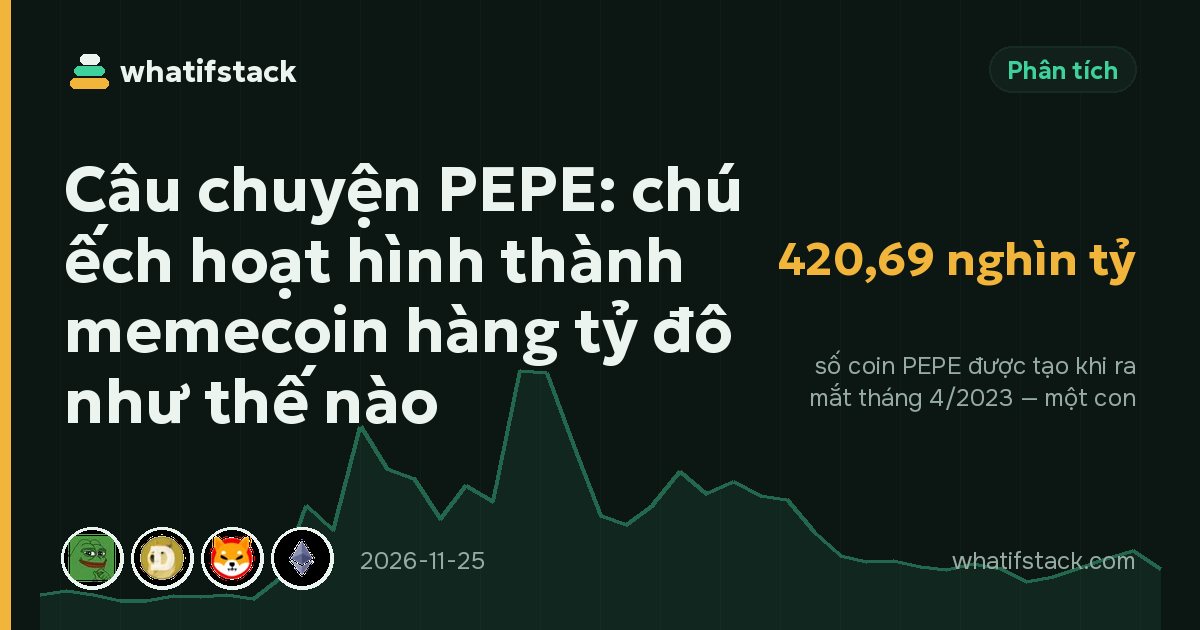 whatifstack
Phân tích
Câu chuyện PEPE: chú
ếch hoạt hình thành
memecoin hàng tỷ đô
như thế nào
420,69 nghìn tỷ
số coin PEPE được tạo khi ra
mắt tháng 4/2023 — một con
2026-11-25
whatifstack.com